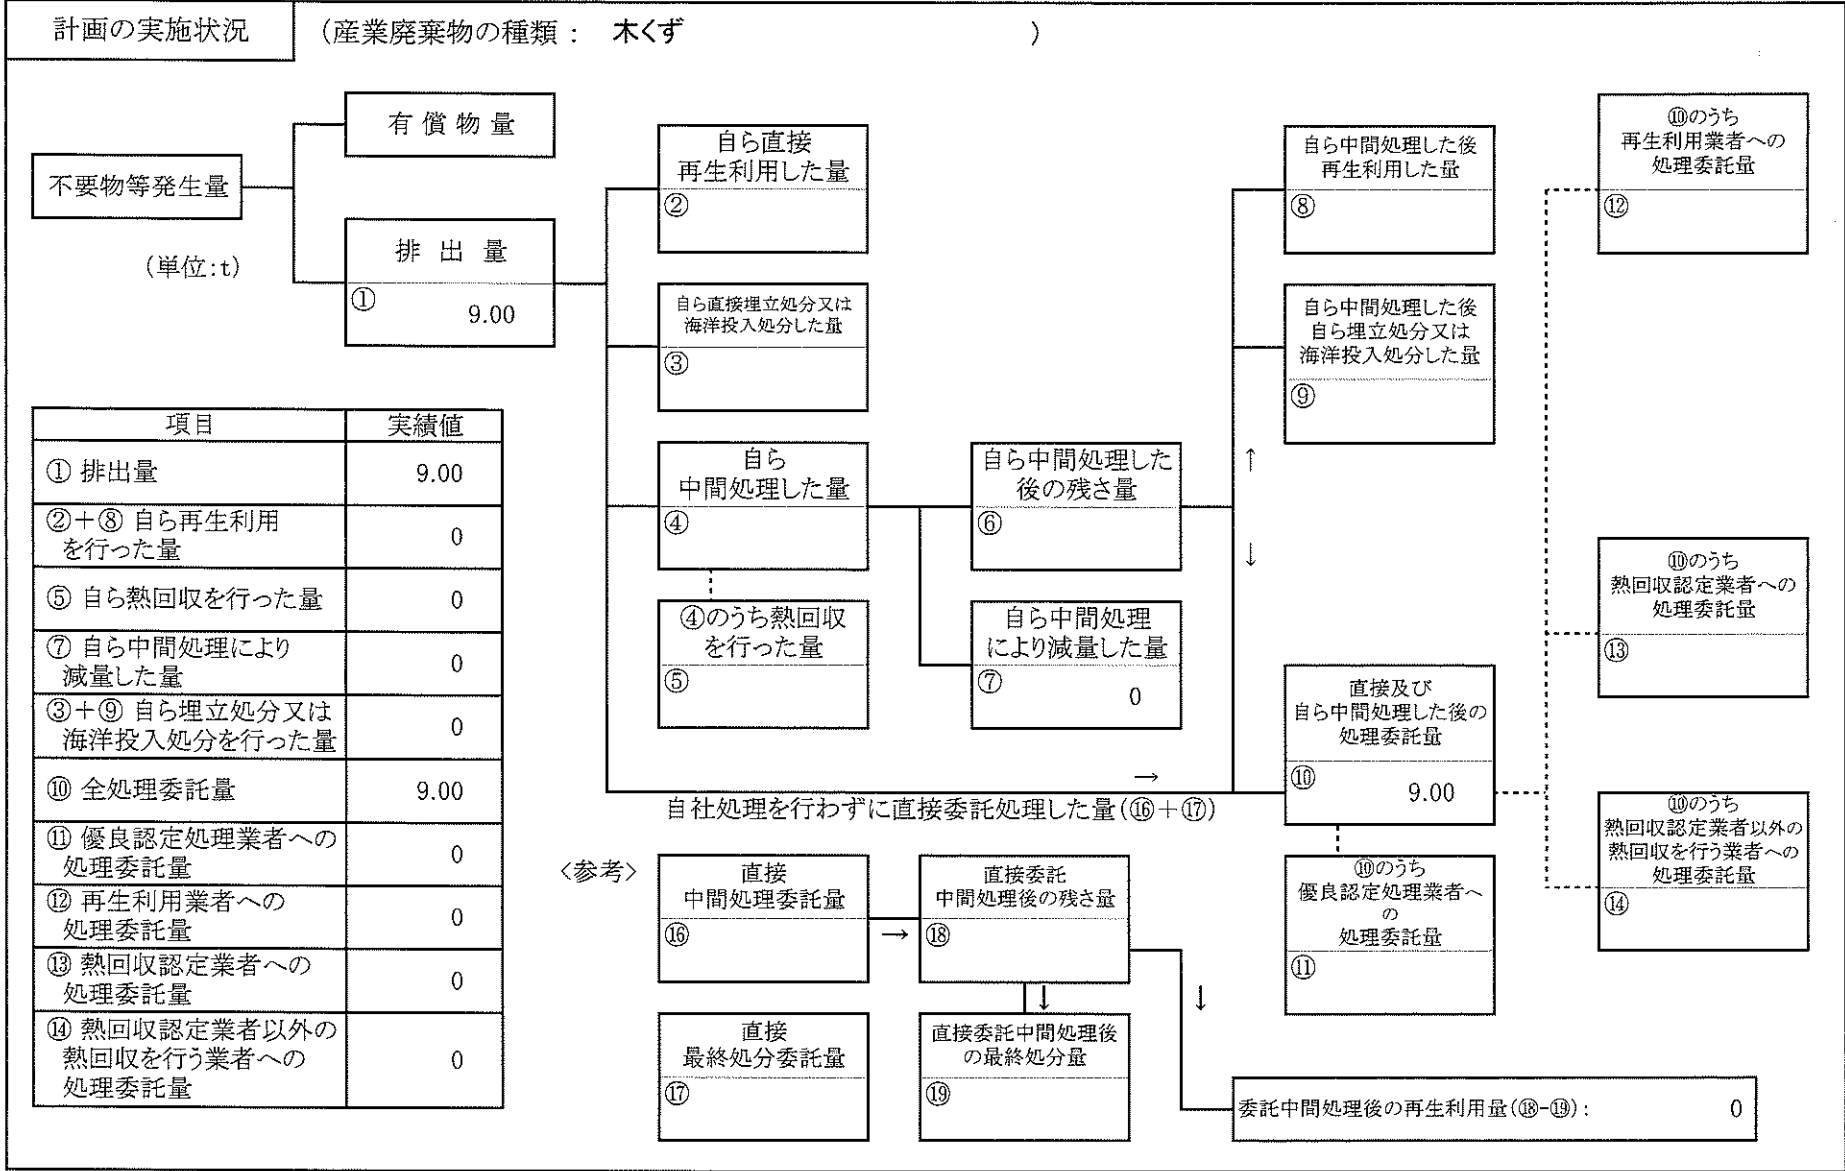 計画の実施状況
（産業廃棄物の種類： 木くず ）
不要物等発生量
（単位：t）
有償物量
排出量
① 9.00
自ら直接
再生利用した量
②
自ら直接埋立処分又は
海洋投入処分した量
③
自ら
中間処理した量
④
④のうち熱回収
を行った量
⑤
自ら中間処理した
後の残さ量
⑥
自ら中間処理
により減量した量
⑦ 0
↑
↓
自ら中間処理した後
再生利用した量
⑧
自ら中間処理した後
自ら埋立処分又は
海洋投入処分した量
⑨
直接及び
自ら中間処理した後の
処理委託量
⑩ 9.00
→
自社処理を行わずに直接委託処理した量（⑯＋⑰）
⑩のうち
優良認定処理業者へ
の
処理委託量
⑪
⑩のうち
再生利用業者への
処理委託量
⑫
⑩のうち
熱回収認定業者への
処理委託量
⑬
⑩のうち
熱回収認定業者以外の
熱回収を行う業者への
処理委託量
⑭
項目 実績値
① 排出量 9.00
②＋⑧ 自ら再生利用
を行った量 0
⑤ 自ら熱回収を行った量 0
⑦ 自ら中間処理により
減量した量 0
③＋⑨ 自ら埋立処分又は
海洋投入処分を行った量 0
⑩ 全処理委託量 9.00
⑪ 優良認定処理業者への
処理委託量 0
⑫ 再生利用業者への
処理委託量 0
⑬ 熱回収認定業者への
処理委託量 0
⑭ 熱回収認定業者以外の
熱回収を行う業者への
処理委託量 0
〈参考〉
直接
中間処理委託量
⑯
→
直接委託
中間処理後の残さ量
⑱
↓
↓
直接
最終処分委託量
⑰
直接委託中間処理後
の最終処分量
⑲
委託中間処理後の再生利用量（⑱-⑲）： 0